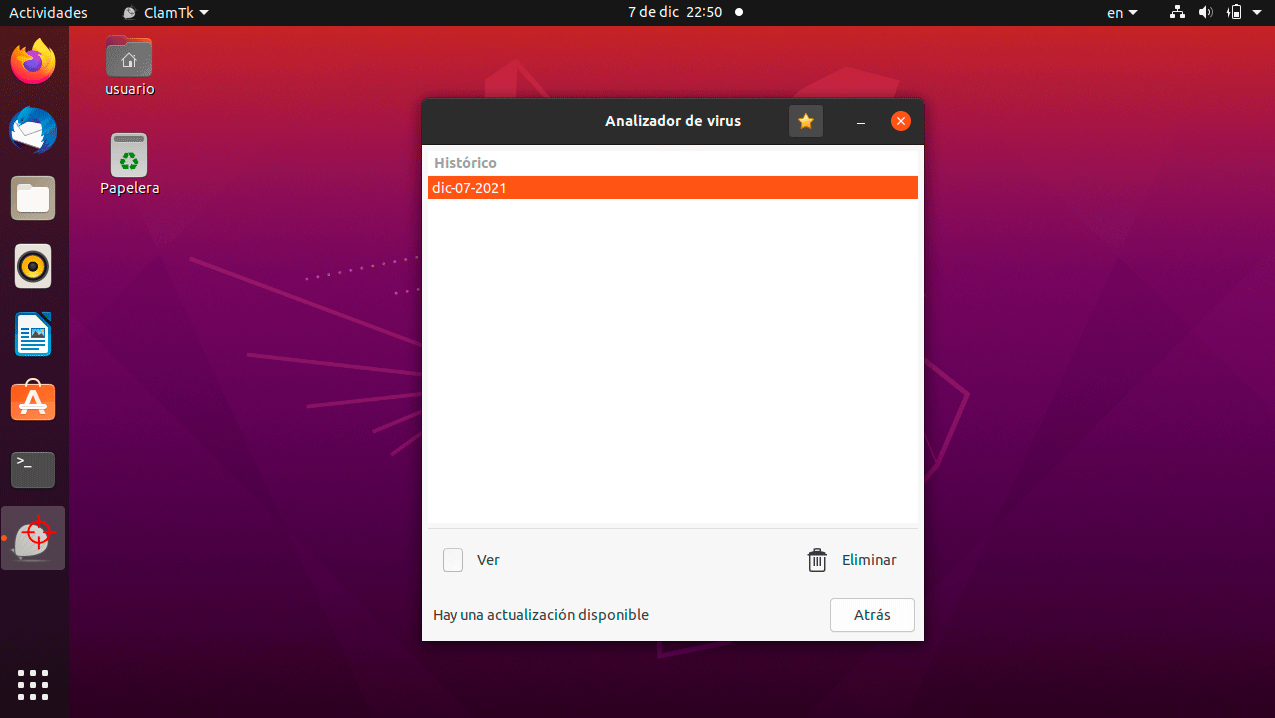 Actividades
ClamTk
7 de dic 22:50
en
usuario
Papelera
Analizador de virus
Histórico
dic-07-2021
Ver
Eliminar
Hay una actualización disponible
Atrás